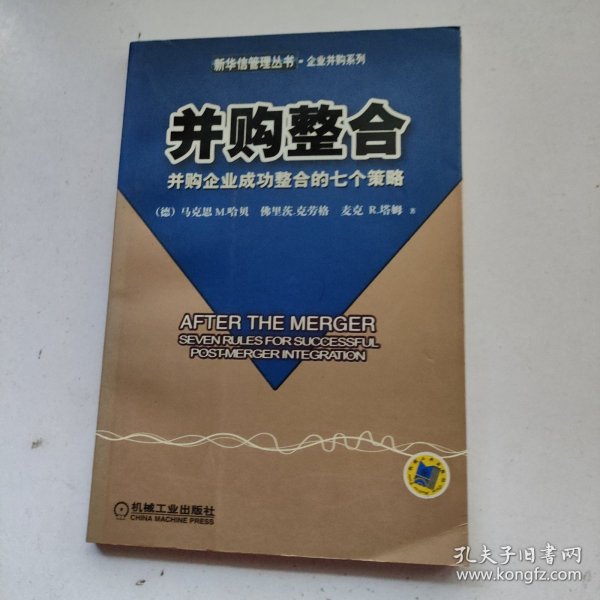 新华信管理丛书·企业并购系列
并购整合
并购企业成功整合的七个策略
(德) 马克思 M.哈贝 佛里茨.克劳格 麦克 R.塔姆 著
AFTER THE MERGER
SEVEN RULES FOR SUCCESSFUL
POST-MERGER INTEGRATION
机械工业出版社
CHINA MACHINE PRESS
孔夫子旧书网
www.kongfz.com